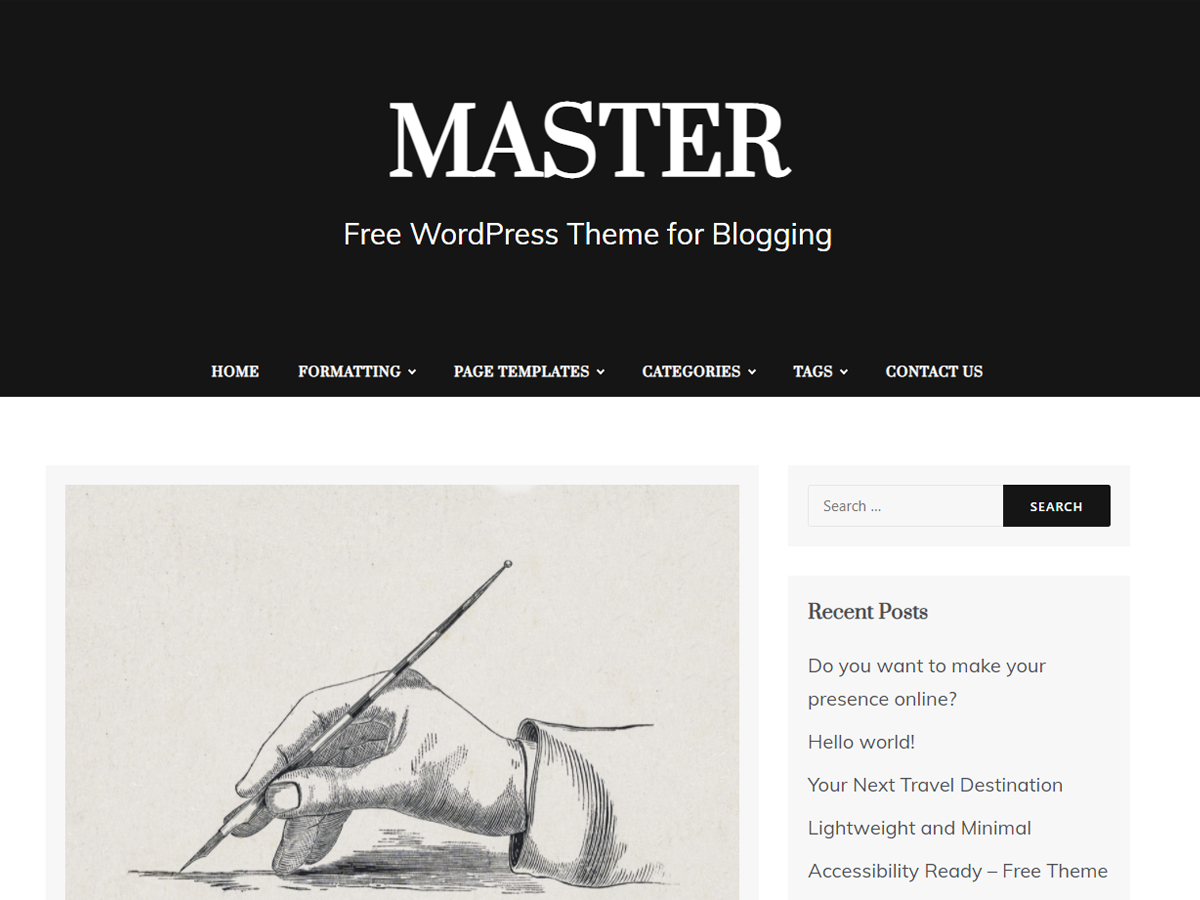 MASTER
Free WordPress Theme for Blogging
HOME FORMATTING PAGE TEMPLATES CATEGORIES TAGS CONTACT US
Search ... SEARCH
Recent Posts
Do you want to make your
presence online?
Hello world!
Your Next Travel Destination
Lightweight and Minimal
Accessibility Ready – Free Theme